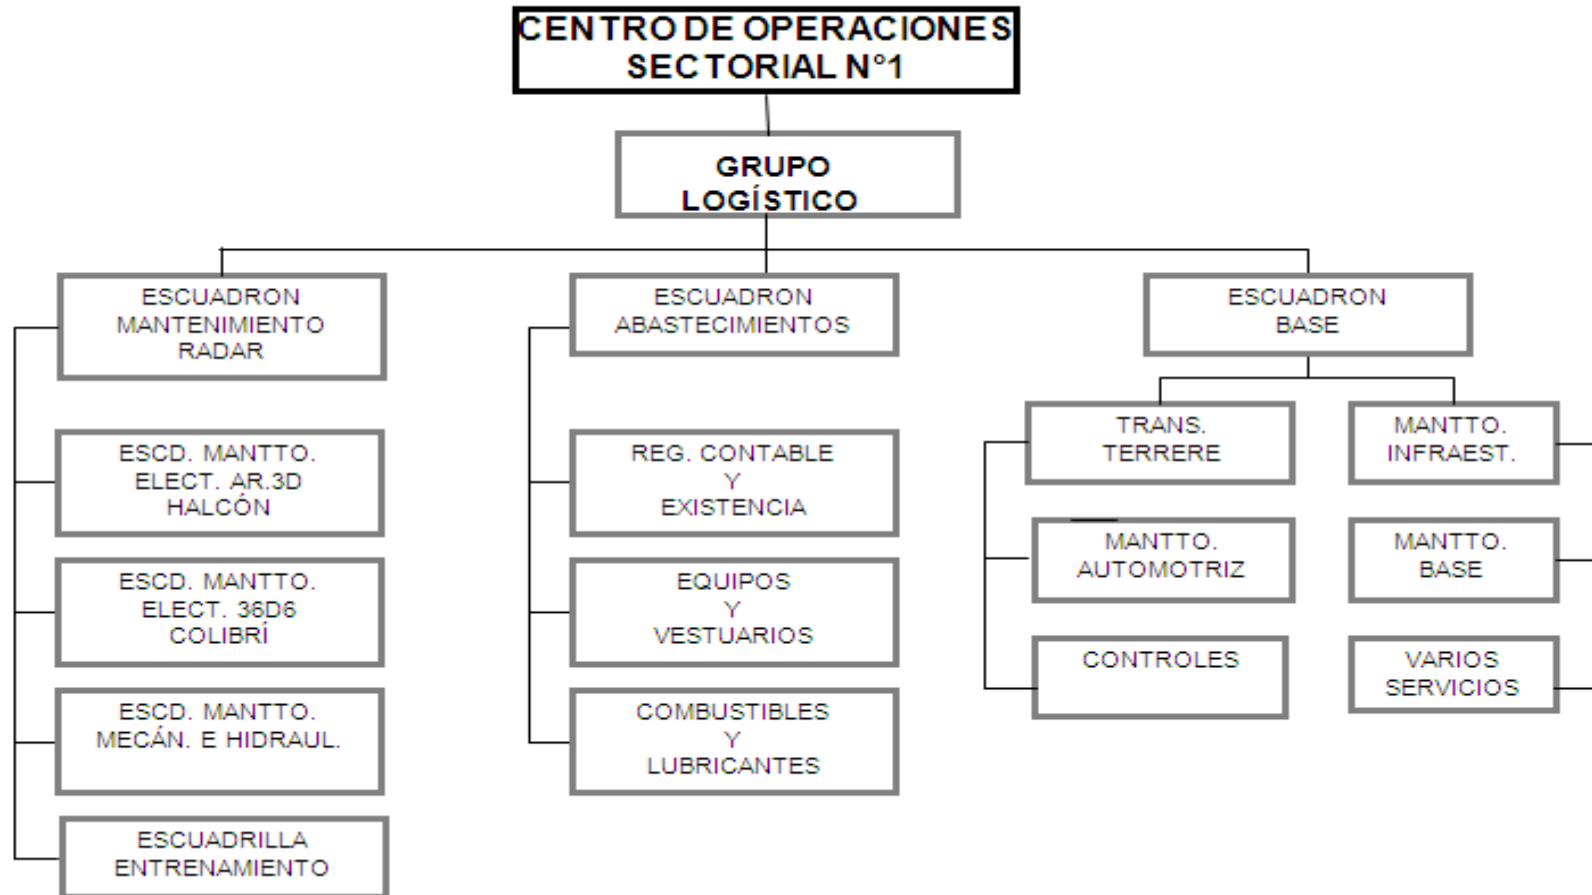 CENTRO DE OPERACIONES
SECTORIAL N°1
GRUPO
LOGÍSTICO
ESCUADRON
MANTENIMIENTO
RADAR
ESCUADRON
ABASTECIMIENTOS
ESCUADRON
BASE
ESCD. MANTTO.
ELECT. AR.3D
HALCÓN
ESCD. MANTTO.
ELECT. 36D6
COLIBRÍ
ESCD. MANTTO.
MECÁN. E HIDRAUL.
ESCUADRILLA
ENTRENAMIENTO
REG. CONTABLE
Y
EXISTENCIA
EQUIPOS
Y
VESTUARIOS
COMBUSTIBLES
Y
LUBRICANTES
TRANS.
TERRERE
MANTTO.
AUTOMOTRIZ
CONTROLES
MANTTO.
INFRAEST.
MANTTO.
BASE
VARIOS
SERVICIOS